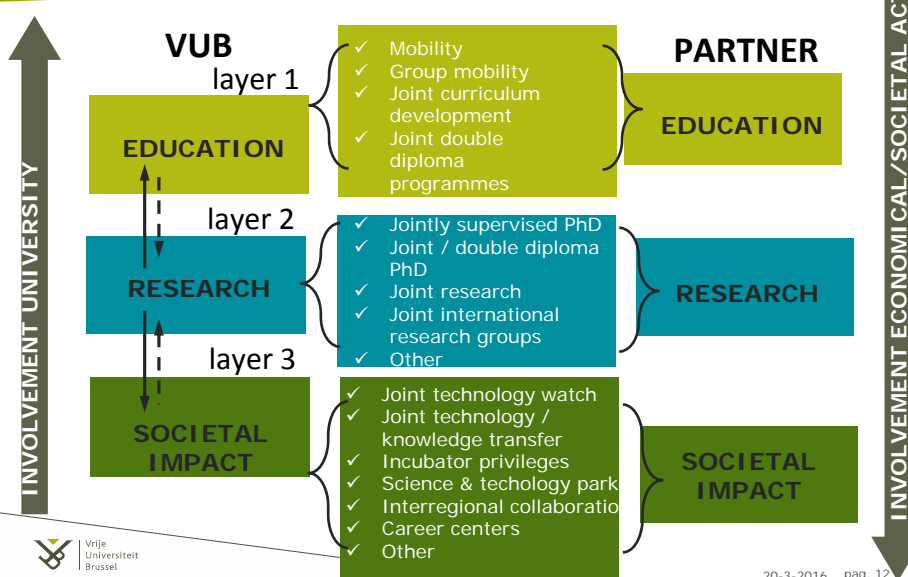 VUB
layer 1
PARTNER
EDUCATION
✓ Mobility
✓ Group mobility
✓ Joint curriculum
development
✓ Joint double
diploma
programmes
EDUCATION
layer 2
RESEARCH
✓ Jointly supervised PhD
✓ Joint / double diploma
PhD
✓ Joint research
✓ Joint international
research groups
✓ Other
RESEARCH
layer 3
SOCIETAL
IMPACT
✓ Joint technology watch
✓ Joint technology /
knowledge transfer
✓ Incubator privileges
✓ Science & techology park
✓ Interregional collaboratio
✓ Career centers
✓ Other
SOCIETAL
IMPACT
INVOLVEMENT UNIVERSITY
INVOLVEMENT ECONOMICAL/SOCIETAL ACT
Vrije
Universiteit
Brussel
20-3-2016 pag. 12